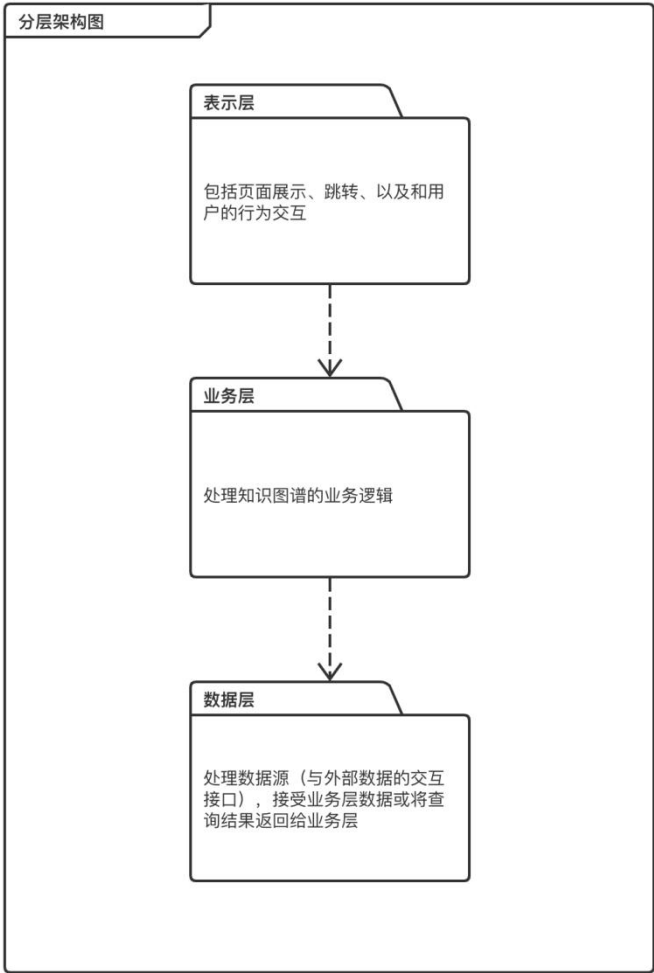 分层架构图
表示层
包括页面展示、跳转、以及和用
户的行为交互
业务层
处理知识图谱的业务逻辑
数据层
处理数据源（与外部数据的交互
接口），接受业务层数据或将查
询结果返回给业务层